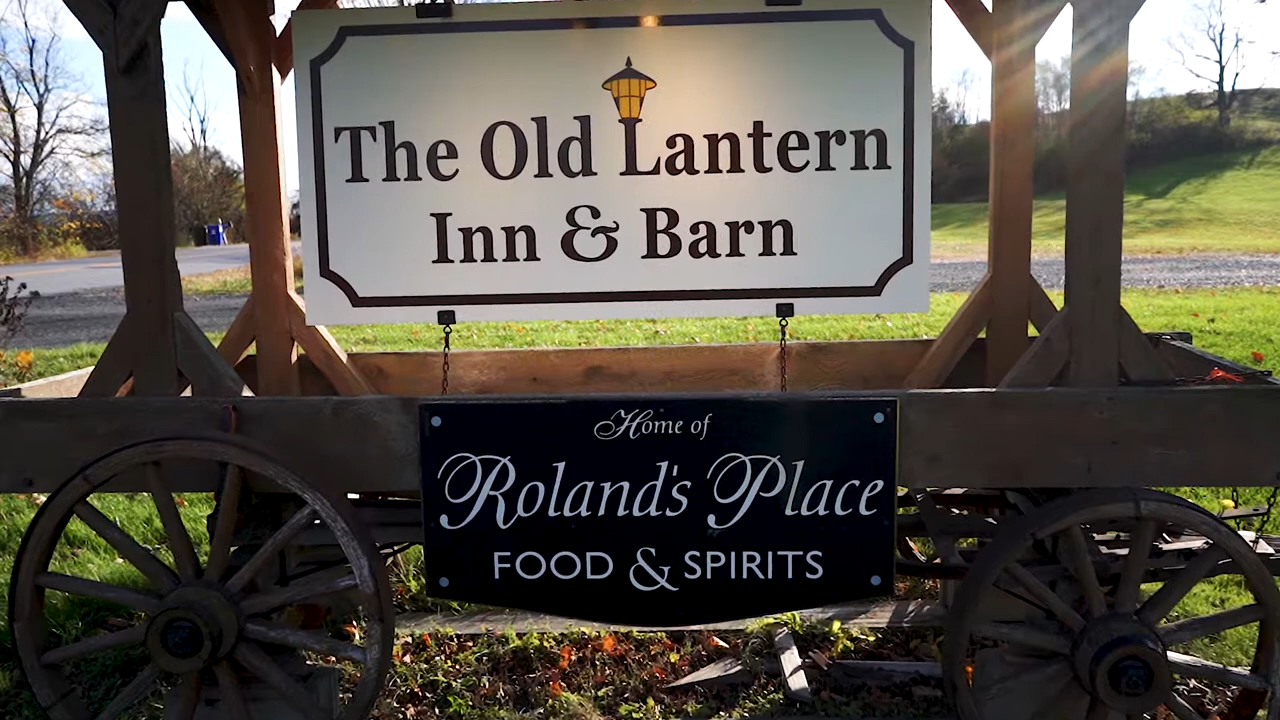 The Old Lantern
Inn & Barn
Home of
Roland's Place
FOOD & SPIRITS